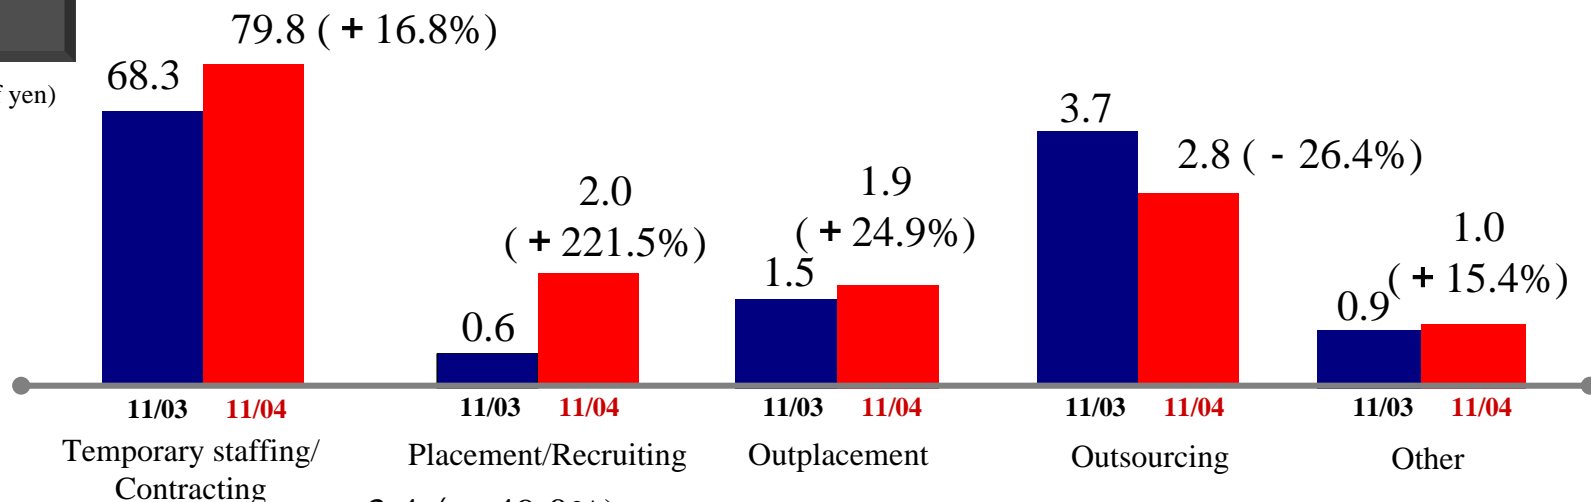 79.8 ( + 16.8%)
68.3
yen)
3.7
2.8 ( - 26.4%)
2.0
( + 221.5%)
1.9
( + 24.9%)
1.5
1.0
( + 15.4%)
0.9
0.6
11/03 11/04 11/03 11/04 11/03 11/04 11/03 11/04 11/03 11/04
Temporary staffing/
Contracting
Placement/Recruiting
Outplacement
Outsourcing
Other